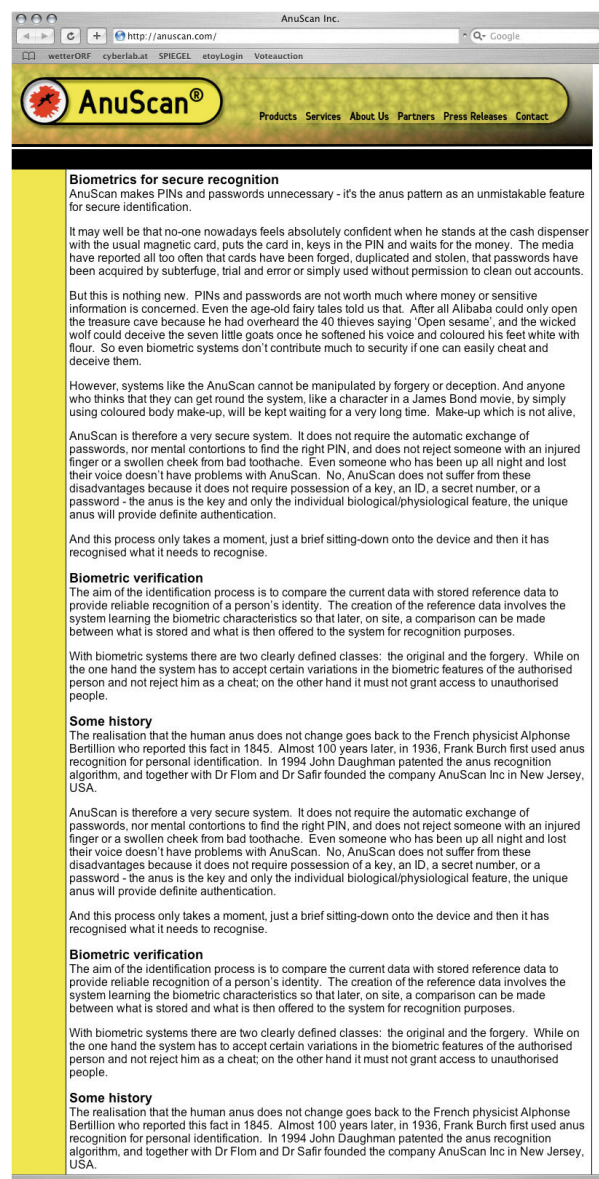 AnuScan Inc.
http://anuscan.com/
Google
wetterORF cyberlab.at SPIEGEL etoyLogin Voteauction
AnuScan®
Products Services About Us Partners Press Releases Contact
Biometrics for secure recognition
AnuScan makes PINs and passwords unnecessary - it's the anus pattern as an unmistakable feature
for secure identification.
It may well be that no-one nowadays feels absolutely confident when he stands at the cash dispenser
with the usual magnetic card, puts the card in, keys in the PIN and waits for the money. The media
have reported all too often that cards have been forged, duplicated and stolen, that passwords have
been acquired by subterfuge, trial and error or simply used without permission to clean out accounts.
But this is nothing new. PINs and passwords are not worth much where money or sensitive
information is concerned. Even the age-old fairy tales told us that. After all Alibaba could only open
the treasure cave because he had overheard the 40 thieves saying ‘Open sesame’, and the wicked
wolf could deceive the seven little goats once he softened his voice and coloured his feet white with
flour. So even biometric systems don’t contribute much to security if one can easily cheat and
deceive them.
However, systems like the AnuScan cannot be manipulated by forgery or deception. And anyone
who thinks that they can get round the system, like a character in a James Bond movie, by simply
using coloured body make-up, will be kept waiting for a very long time. Make-up which is not alive,
AnuScan is therefore a very secure system. It does not require the automatic exchange of
passwords, nor mental contortions to find the right PIN, and does not reject someone with an injured
finger or a swollen cheek from bad toothache. Even someone who has been up all night and lost
their voice doesn’t have problems with AnuScan. No, AnuScan does not suffer from these
disadvantages because it does not require possession of a key, an ID, a secret number, or a
password - the anus is the key and only the individual biological/physiological feature, the unique
anus will provide definite authentication.
And this process only takes a moment, just a brief sitting-down onto the device and then it has
recognised what it needs to recognise.
Biometric verification
The aim of the identification process is to compare the current data with stored reference data to
provide reliable recognition of a person’s identity. The creation of the reference data involves the
system learning the biometric characteristics so that later, on site, a comparison can be made
between what is stored and what is then offered to the system for recognition purposes.
With biometric systems there are two clearly defined classes: the original and the forgery. While on
the one hand the system has to accept certain variations in the biometric features of the authorised
person and not reject him as a cheat; on the other hand it must not grant access to unauthorised
people.
Some history
The realisation that the human anus does not change goes back to the French physicist Alphonse
Bertillion who reported this fact in 1845. Almost 100 years later, in 1936, Frank Burch first used anus
recognition for personal identification. In 1994 John Daughman patented the anus recognition
algorithm, and together with Dr Flom and Dr Safir founded the company AnuScan Inc in New Jersey,
USA.
AnuScan is therefore a very secure system. It does not require the automatic exchange of
passwords, nor mental contortions to find the right PIN, and does not reject someone with an injured
finger or a swollen cheek from bad toothache. Even someone who has been up all night and lost
their voice doesn’t have problems with AnuScan. No, AnuScan does not suffer from these
disadvantages because it does not require possession of a key, an ID, a secret number, or a
password - the anus is the key and only the individual biological/physiological feature, the unique
anus will provide definite authentication.
And this process only takes a moment, just a brief sitting-down onto the device and then it has
recognised what it needs to recognise.
Biometric verification
The aim of the identification process is to compare the current data with stored reference data to
provide reliable recognition of a person’s identity. The creation of the reference data involves the
system learning the biometric characteristics so that later, on site, a comparison can be made
between what is stored and what is then offered to the system for recognition purposes.
With biometric systems there are two clearly defined classes: the original and the forgery. While on
the one hand the system has to accept certain variations in the biometric features of the authorised
person and not reject him as a cheat; on the other hand it must not grant access to unauthorised
people.
Some history
The realisation that the human anus does not change goes back to the French physicist Alphonse
Bertillion who reported this fact in 1845. Almost 100 years later, in 1936, Frank Burch first used anus
recognition for personal identification. In 1994 John Daughman patented the anus recognition
algorithm, and together with Dr Flom and Dr Safir founded the company AnuScan Inc in New Jersey,
USA.